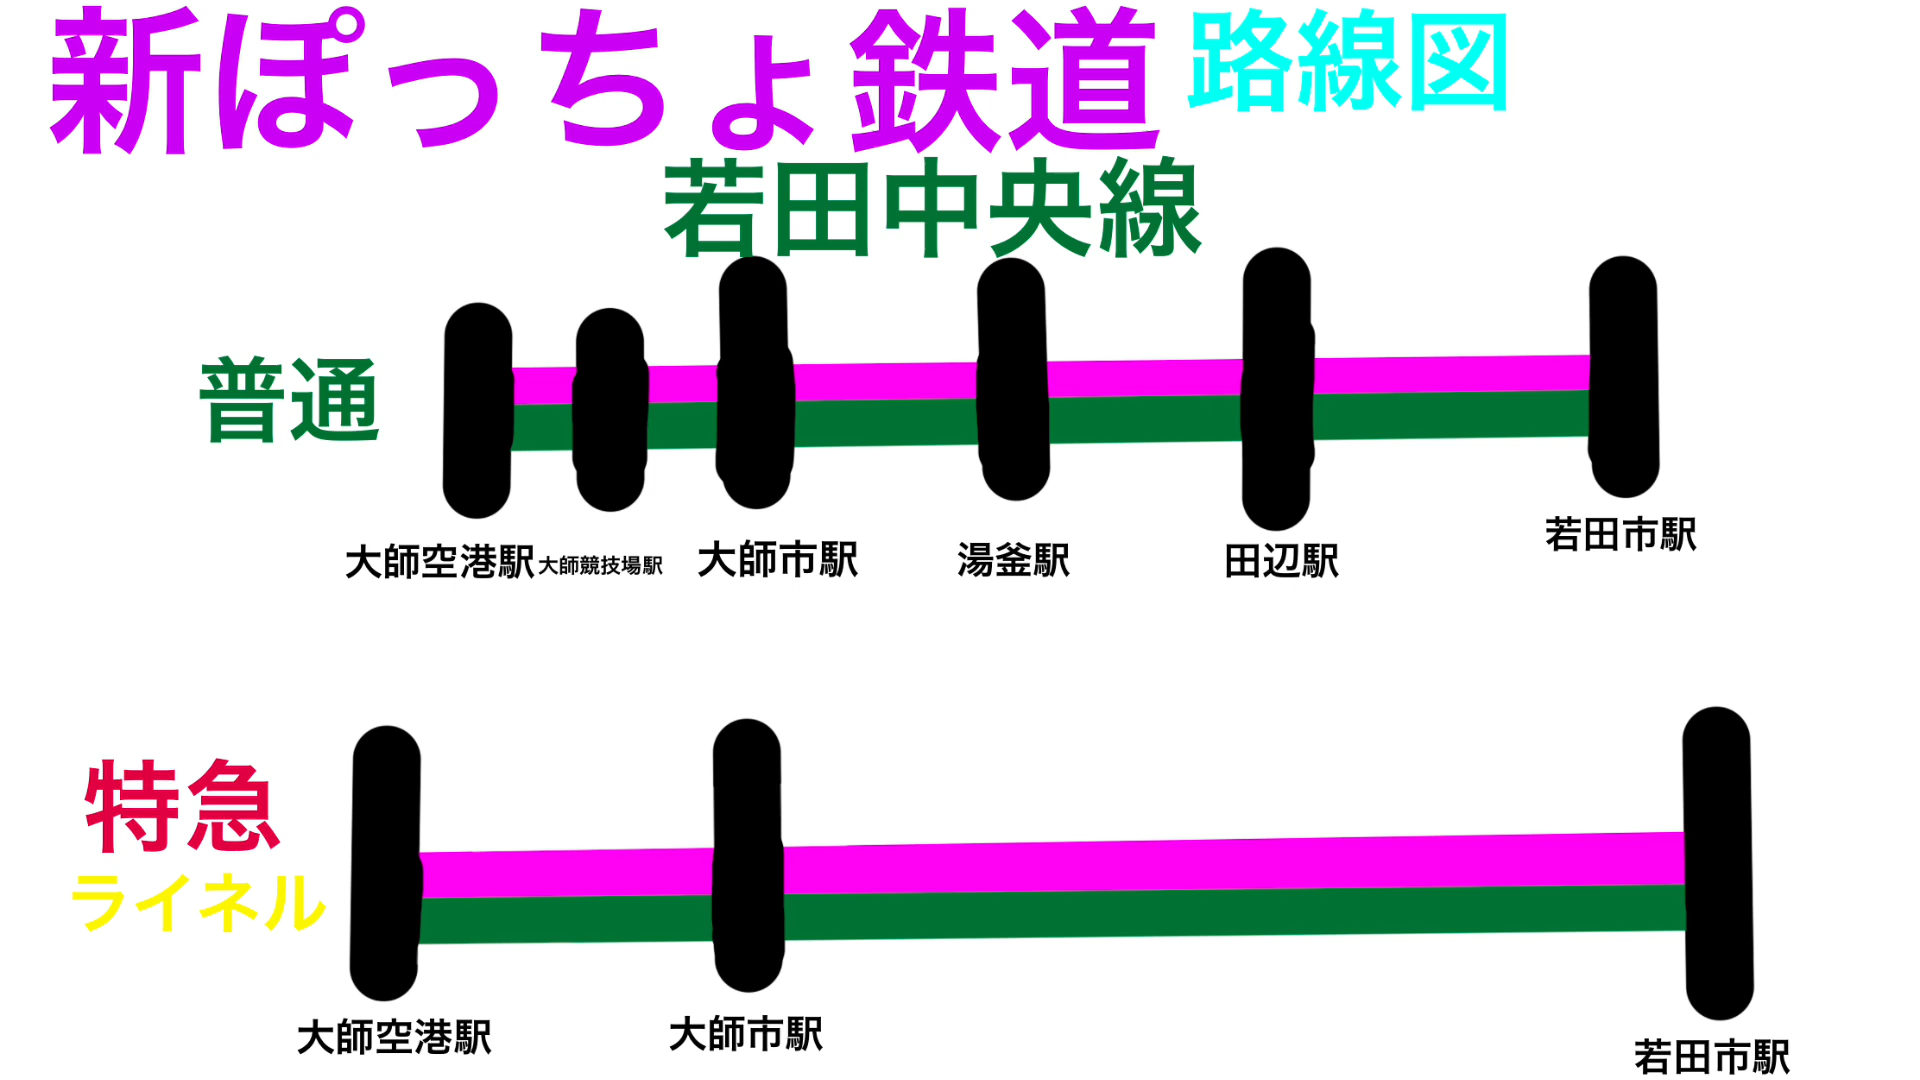 新ぽっちょ鉄道 路線図
若田中央線
普通
大師空港駅 大師競技場駅 大師市駅 湯釜駅 田辺駅 若田市駅
特急
ライネル
大師空港駅 大師市駅 若田市駅